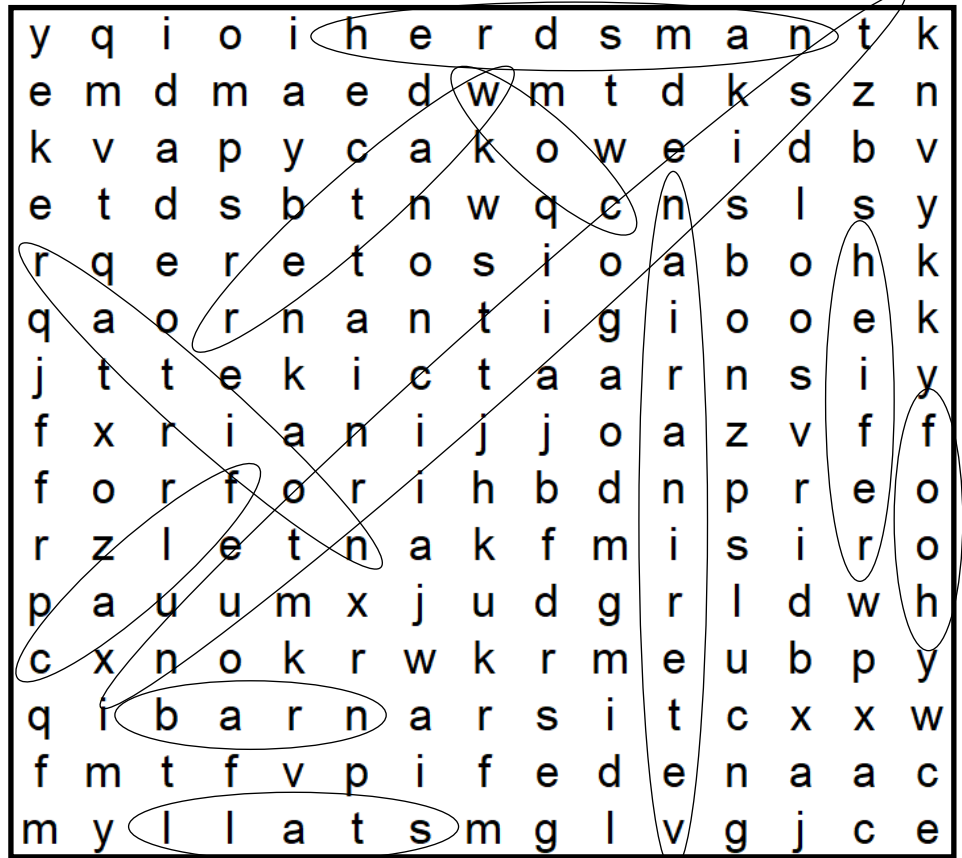 y q i o i h e r d s m a n t k
e m d m a e d w m t d k s z n
k v a p y c a k o w e i d b v
e t d s b t n w q c n s l s y
r q e r e t o s i o a b o h k
q a o r n a n t i g i o o e k
j t t e k i c t a a r n s i y
f x r i a n i j j o a z v f f
f o r f o r i h b d n p r e o
r z l e t n a k f m i s i r o
p a u u m x j u d g r l d w h
c x n o k r w k r m e u b p y
q i b a r n a r s i t c x x w
f m t f v p i f e d e n a a c
m y l l a t s m g l v g j c e